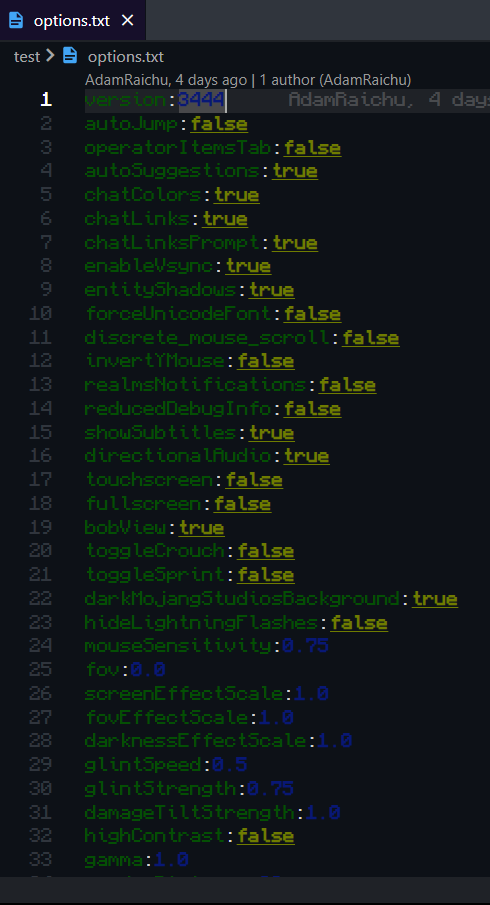 options.txt
test > options.txt
AdamRaichu, 4 days ago | 1 author (AdamRaichu)
1 version:3444 AdamRaichu, 4 days
2 autoJump:false
3 operatorItemsTab:false
4 autoSuggestions:true
5 chatColors:true
6 chatLinks:true
7 chatLinksPrompt:true
8 enableVsync:true
9 entityShadows:true
10 forceUnicodeFont:false
11 discrete_mouse_scroll:false
12 invertYMouse:false
13 realmsNotifications:false
14 reducedDebugInfo:false
15 showSubtitles:true
16 directionalAudio:true
17 touchscreen:false
18 fullscreen:false
19 bobView:true
20 toggleCrouch:false
21 toggleSprint:false
22 darkMojangStudiosBackground:true
23 hideLightningFlashes:false
24 mouseSensitivity:0.75
25 fov:0.0
26 screenEffectScale:1.0
27 fovEffectScale:1.0
28 darknessEffectScale:1.0
29 glintSpeed:0.5
30 glintStrength:0.75
31 damageTiltStrength:1.0
32 highContrast:false
33 gamma:1.0